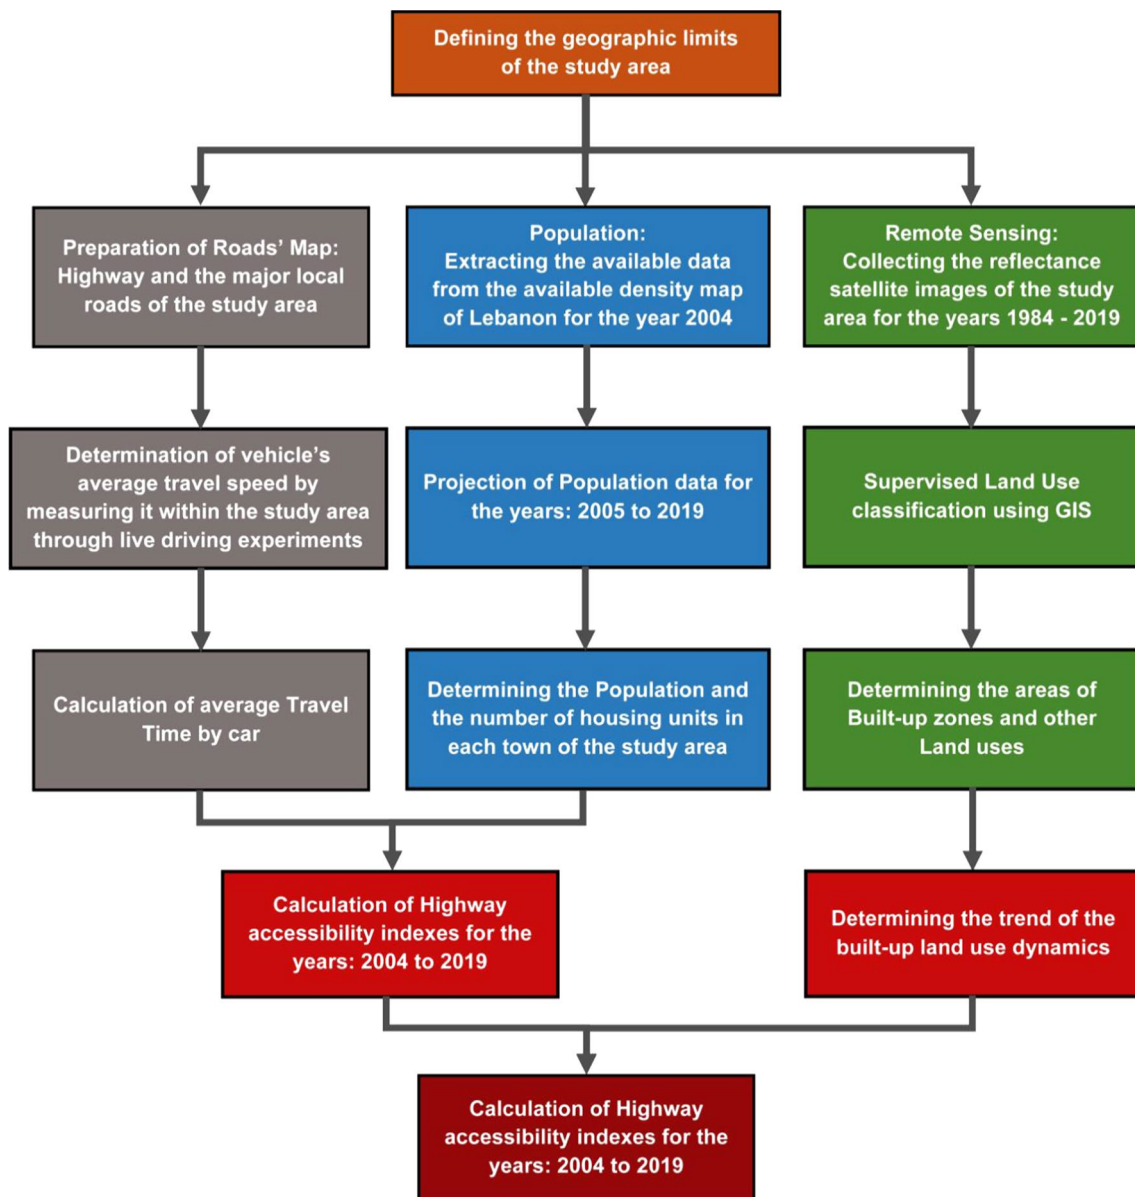 Defining the geographic limits
of the study area
Preparation of Roads' Map:
Highway and the major local
roads of the study area
Population:
Extracting the available data
from the available density map
of Lebanon for the year 2004
Remote Sensing:
Collecting the reflectance
satellite images of the study
area for the years 1984 - 2019
Determination of vehicle's
average travel speed by
measuring it within the study area
through live driving experiments
Projection of Population data for
the years: 2005 to 2019
Supervised Land Use
classification using GIS
Calculation of average Travel
Time by car
Determining the Population and
the number of housing units in
each town of the study area
Determining the areas of
Built-up zones and other
Land uses
Calculation of Highway
accessibility indexes for the
years: 2004 to 2019
Determining the trend of the
built-up land use dynamics
Calculation of Highway
accessibility indexes for the
years: 2004 to 2019